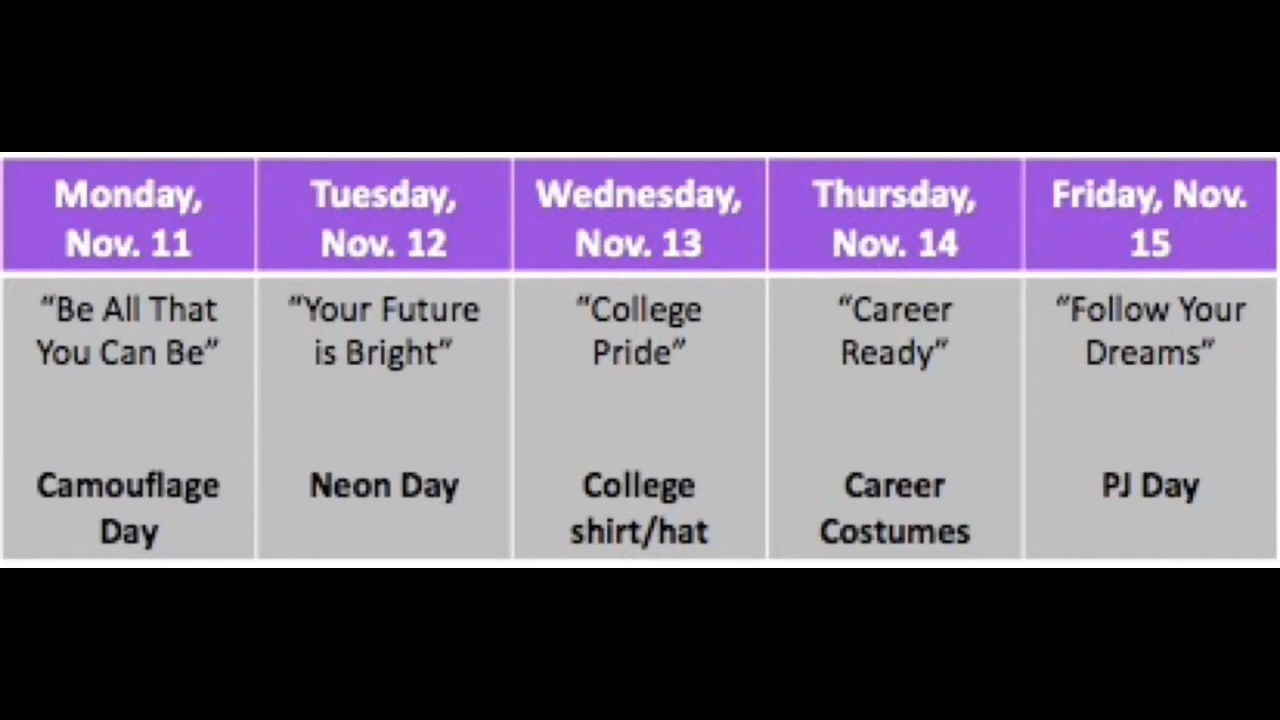 Monday,
Nov. 11
Tuesday,
Nov. 12
Wednesday,
Nov. 13
Thursday,
Nov. 14
Friday, Nov.
15
“Be All That
You Can Be”
Camouflage
Day
“Your Future
is Bright”
Neon Day
“College
Pride”
College
shirt/hat
“Career
Ready”
Career
Costumes
“Follow Your
Dreams”
PJ Day